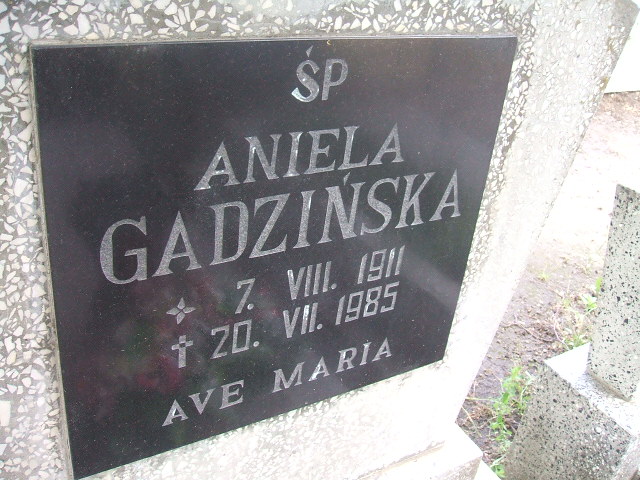 ŚP
ANIELA
GADZIŃSKA
7. VIII. 1911
20. VII. 1985
AVE MARIA